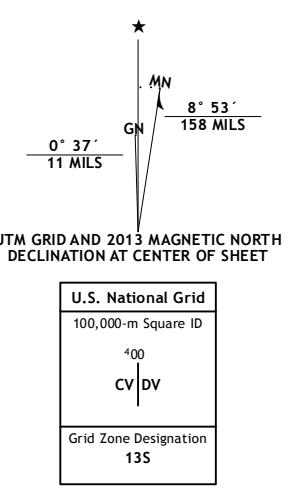 ★
MN
GN
8° 53´
158 MILS
0° 37´
11 MILS
UTM GRID AND 2013 MAGNETIC NORTH
DECLINATION AT CENTER OF SHEET
U.S. National Grid
100,000-m Square ID
⁴00
CV DV
Grid Zone Designation
13S